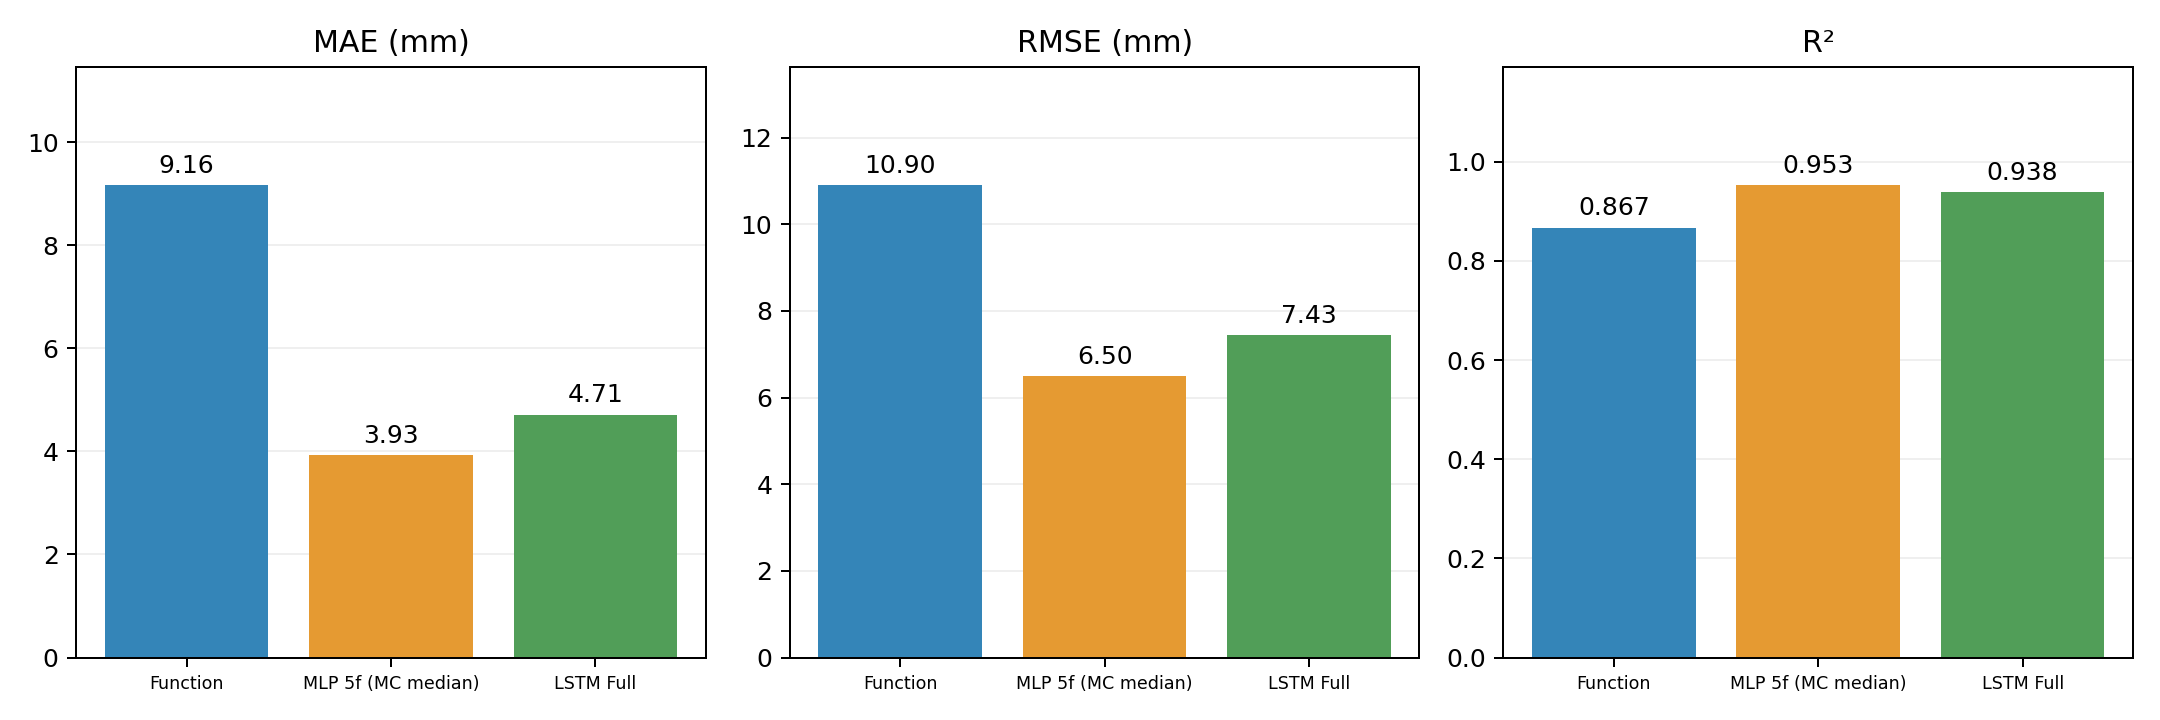 MAE (mm)
10
8
6
4
2
0
9.16
3.93
4.71
Function
MLP 5f (MC median)
LSTM Full
RMSE (mm)
12
10
8
6
4
2
0
10.90
6.50
7.43
Function
MLP 5f (MC median)
LSTM Full
R²
1.0
0.8
0.6
0.4
0.2
0.0
0.867
0.953
0.938
Function
MLP 5f (MC median)
LSTM Full